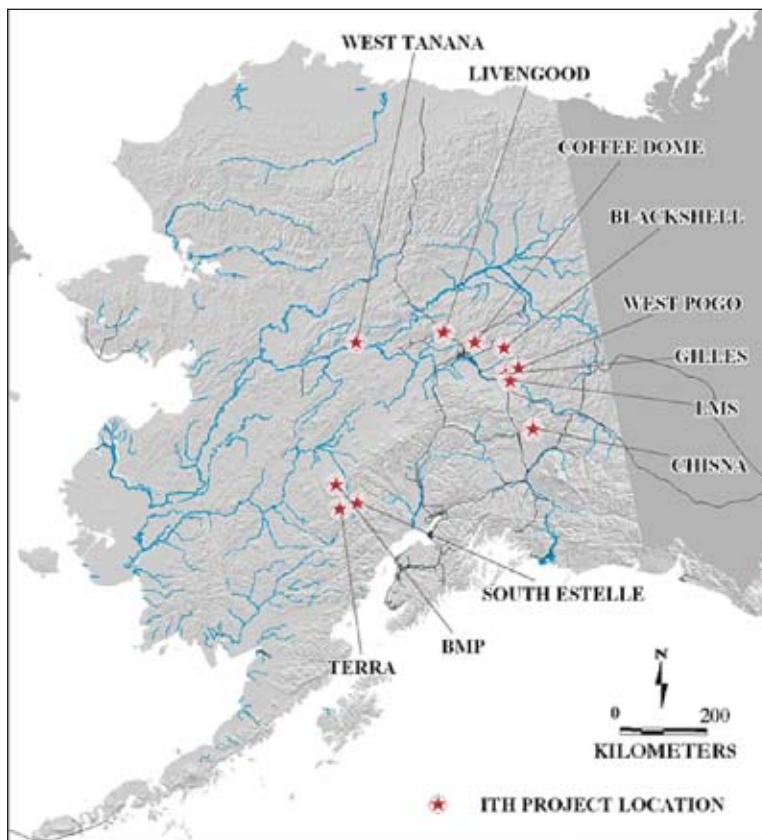 WEST TANANA
LIVENGOOD
COFFEE DOME
BLACKSHELL
WEST POGO
GILLES
LMS
CHISNA
SOUTH ESTELLE
BMP
TERRA
N
0 200
KILOMETERS
ITH PROJECT LOCATION